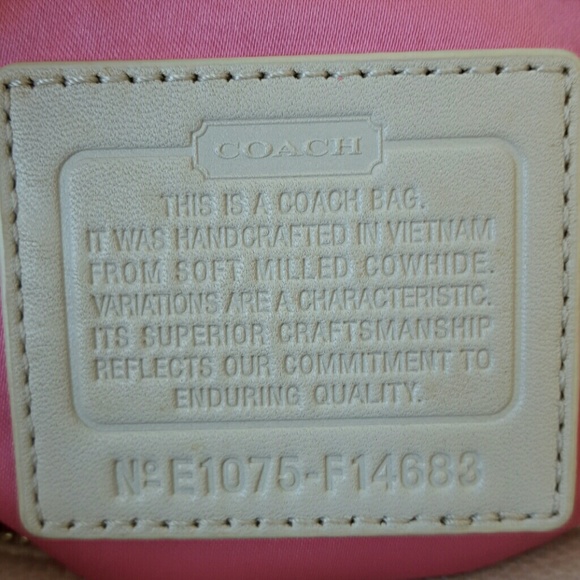 COACH
THIS IS A COACH BAG.
IT WAS HANDCRAFTED IN VIETNAM
FROM SOFT MILLED COWHIDE.
VARIATIONS ARE A CHARACTERISTIC.
ITS SUPERIOR CRAFTSMANSHIP
REFLECTS OUR COMMITMENT TO
ENDURING QUALITY.
Nº E1075-F14683